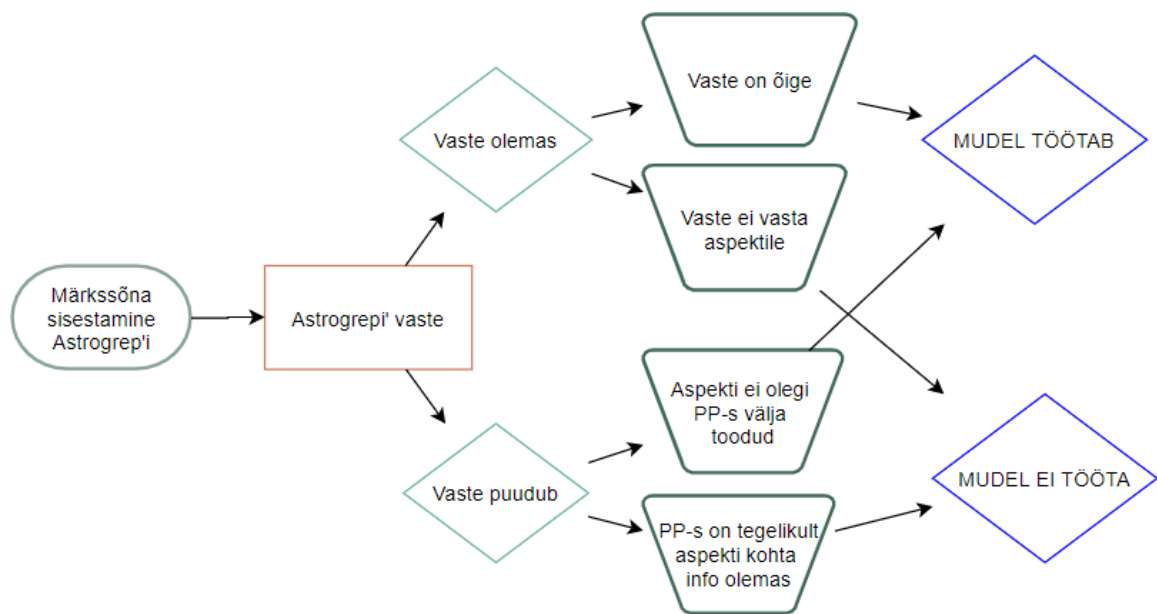 Märkssõna
sisestamine
Astrogrep'i
Astrogrepi' vaste
Vaste olemas
Vaste puudub
Vaste on õige
Vaste ei vasta
aspektile
Aspekti ei olegi
PP-s välja
toodud
PP-s on tegelikult
aspekti kohta
info olemas
MUDEL TÖÖTAB
MUDEL EI TÖÖTA